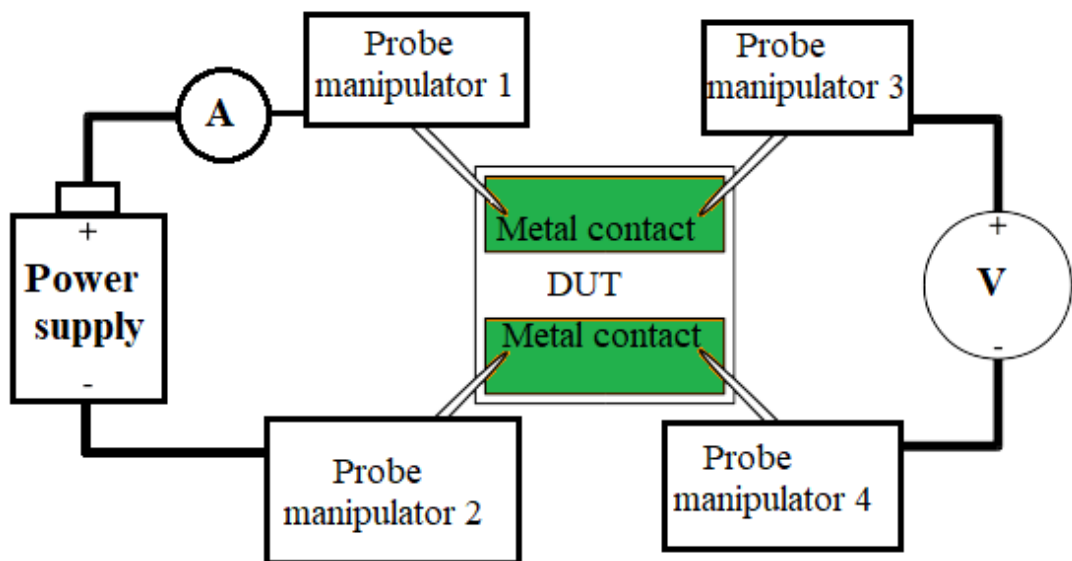 Probe
manipulator 1
Probe
manipulator 3
A
+
Power
supply
-
Metal contact
DUT
Metal contact
+
V
-
Probe
manipulator 2
Probe
manipulator 4